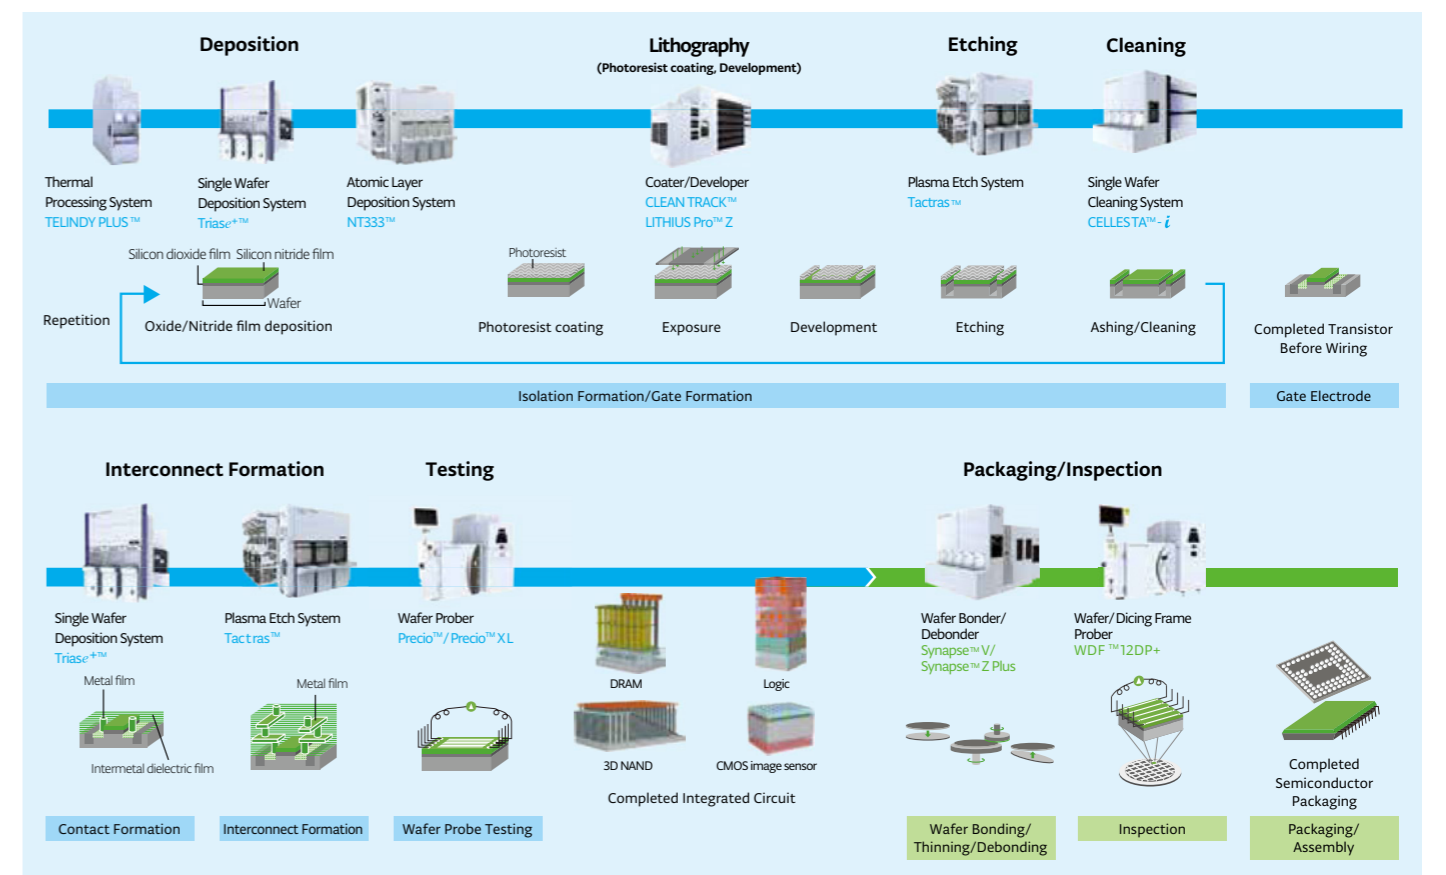 Deposition
Lithography
(Photoresist coating, Development)
Etching
Cleaning
Thermal
Processing System
TELINDY PLUS™
Single Wafer
Deposition System
Triase+™
Atomic Layer
Deposition System
NT333™
Coater/Developer
CLEAN TRACK™
LITHIUS Pro™ Z
Plasma Etch System
Tactras™
Single Wafer
Cleaning System
CELLESTA™-i
Silicon dioxide film
Silicon nitride film
Wafer
Photoresist
Repetition
Oxide/Nitride film deposition
Photoresist coating
Exposure
Development
Etching
Ashing/Cleaning
Completed Transistor
Before Wiring
Isolation Formation/Gate Formation
Gate Electrode
Interconnect Formation
Testing
Packaging/Inspection
Single Wafer
Deposition System
Triase+™
Plasma Etch System
Tactras™
Wafer Prober
Precio™/Precio™ XL
Wafer Bonder/
Debonder
Synapse™ V/
Synapse™ Z Plus
Wafer/Dicing Frame
Prober
WDF™ 12DP+
Metal film
Intermetal dielectric film
Metal film
DRAM
Logic
3D NAND
CMOS image sensor
Completed Integrated Circuit
Completed
Semiconductor
Packaging
Contact Formation
Interconnect Formation
Wafer Probe Testing
Wafer Bonding/
Thinning/Debonding
Inspection
Packaging/
Assembly